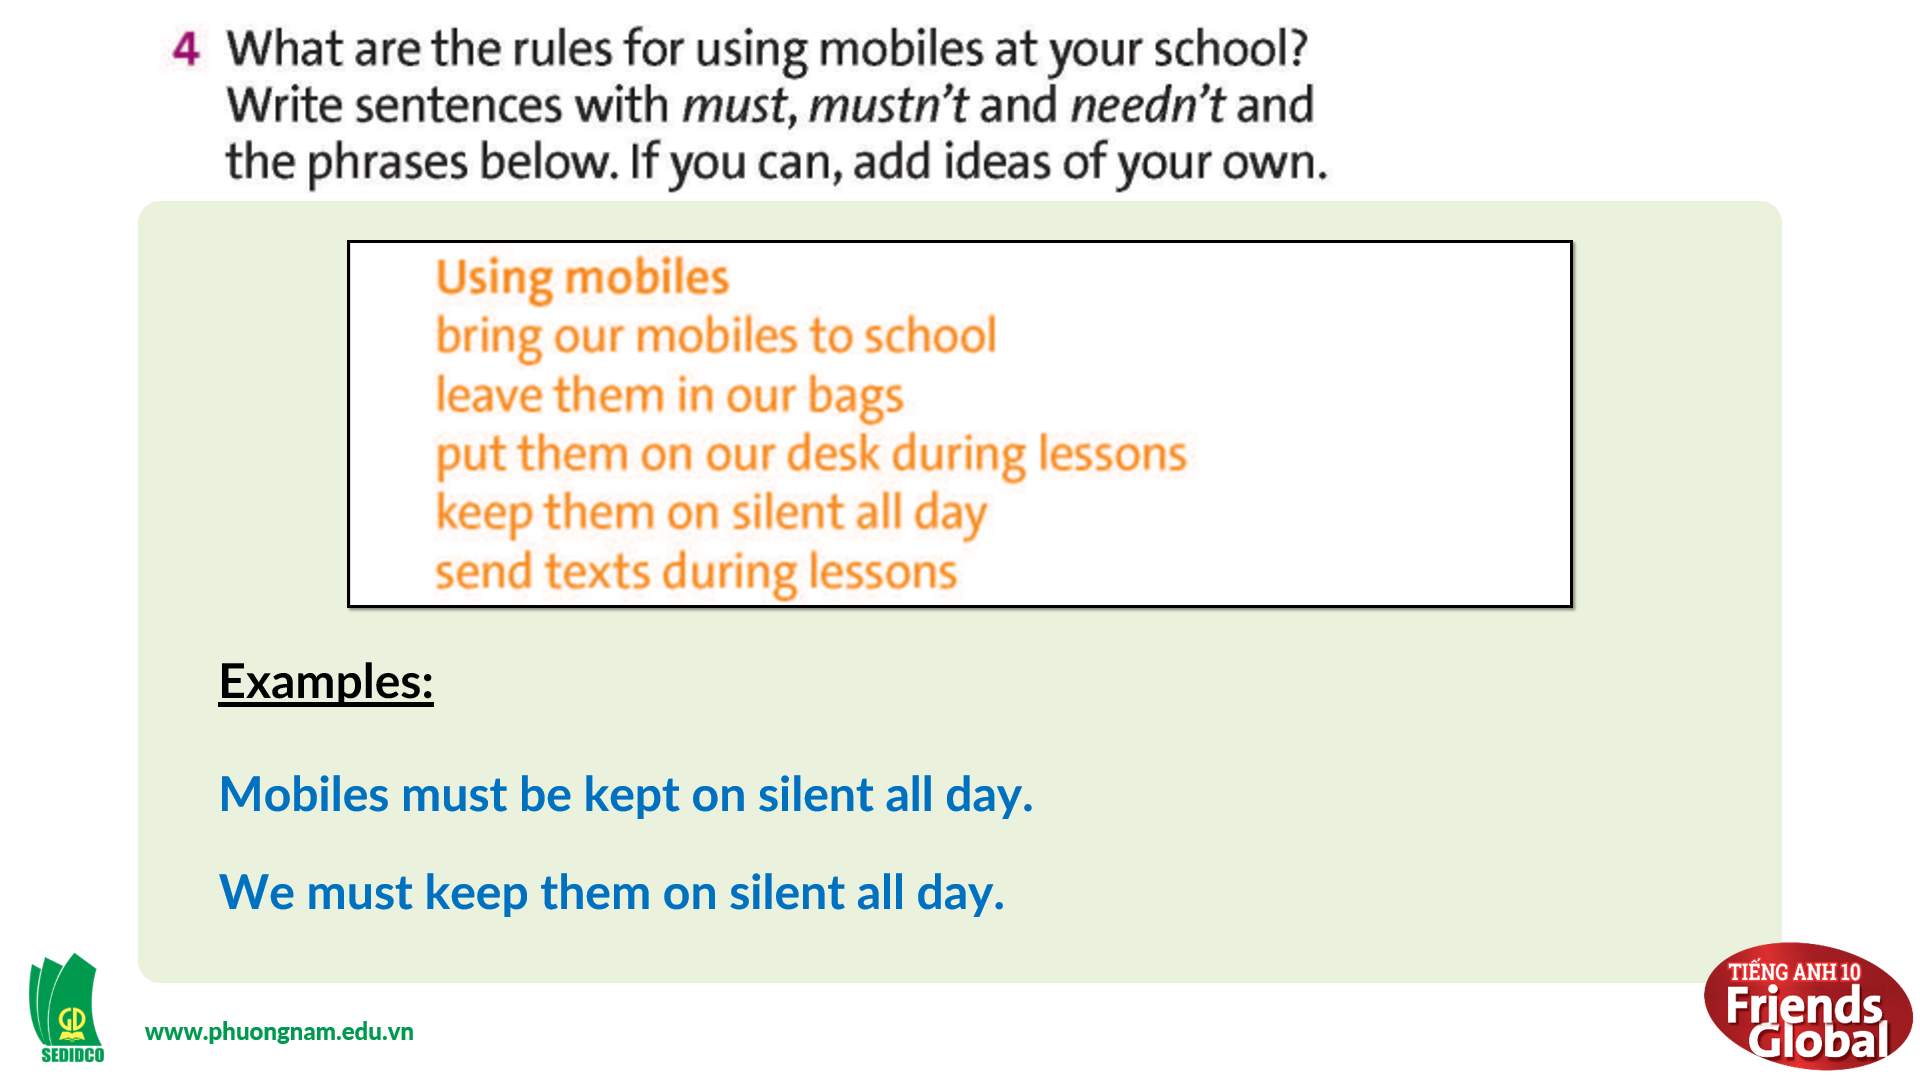 4 What are the rules for using mobiles at your school?
Write sentences with must, mustn't and needn't and
the phrases below. If you can, add ideas of your own.
Using mobiles
bring our mobiles to school
leave them in our bags
put them on our desk during lessons
keep them on silent all day
send texts during lessons
Examples:
Mobiles must be kept on silent all day.
We must keep them on silent all day.
GD
SEDIDCO
www.phuongnam.edu.vn
TIẾNG ANH 10
Friends
Global